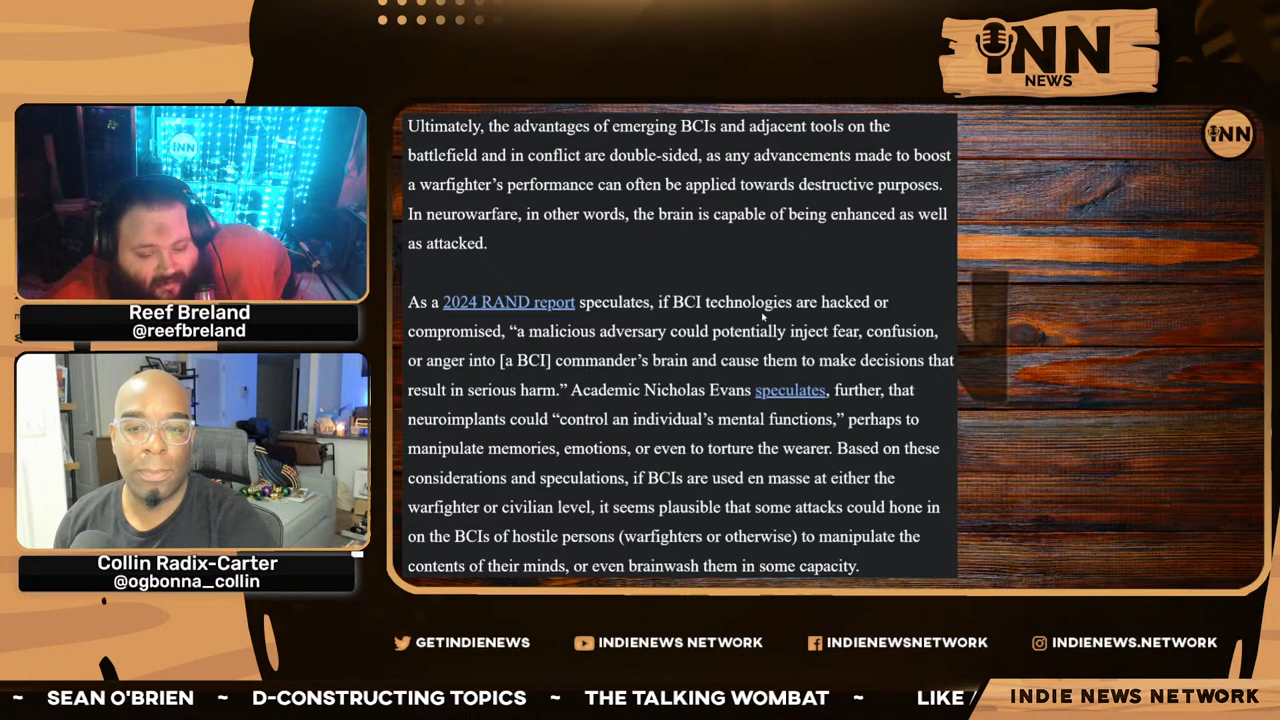 INN
NEWS
INN
Ultimately, the advantages of emerging BCIs and adjacent tools on the
battlefield and in conflict are double-sided, as any advancements made to boost
a warfighter’s performance can often be applied towards destructive purposes.
In neurowarfare, in other words, the brain is capable of being enhanced as well
as attacked.
As a 2024 RAND report speculates, if BCI technologies are hacked or
compromised, “a malicious adversary could potentially inject fear, confusion,
or anger into [a BCI] commander’s brain and cause them to make decisions that
result in serious harm.” Academic Nicholas Evans speculates, further, that
neuroimplants could “control an individual’s mental functions,” perhaps to
manipulate memories, emotions, or even to torture the wearer. Based on these
considerations and speculations, if BCIs are used en masse at either the
warfighter or civilian level, it seems plausible that some attacks could hone in
on the BCIs of hostile persons (warfighters or otherwise) to manipulate the
contents of their minds, or even brainwash them in some capacity.
INN
Reef Breland
@reefbreland
Collin Radix-Carter
@ogbonna_collin
GETINDIENEWS
INDIENEWS NETWORK
INDIENEWSNETWORK
INDIENEWS.NETWORK
~ SEAN O'BRIEN ~ D-CONSTRUCTING TOPICS ~ THE TALKING WOMBAT ~ LIKE
INDIE NEWS NETWORK